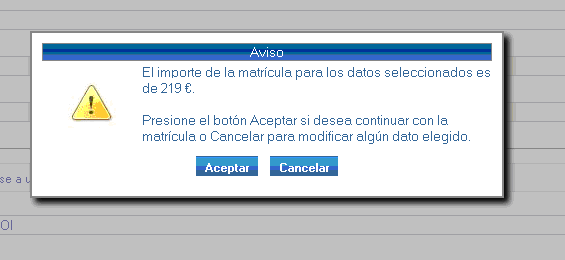 Aviso
El importe de la matrícula para los datos seleccionados es
de 219 €.
Presione el botón Aceptar si desea continuar con la
matrícula o Cancelar para modificar algún dato elegido.
Aceptar Cancelar
se a u
OI